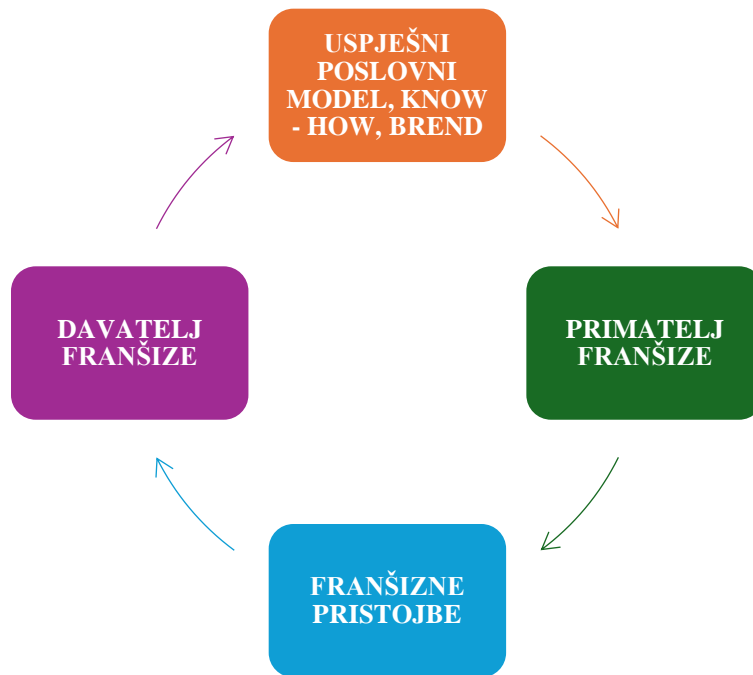 USPJEŠNI
POSLOVNI
MODEL, KNOW
- HOW, BREND
DAVATELJ
FRANŠIZE
PRIMATELJ
FRANŠIZE
FRANŠIZNE
PRISTOJBE